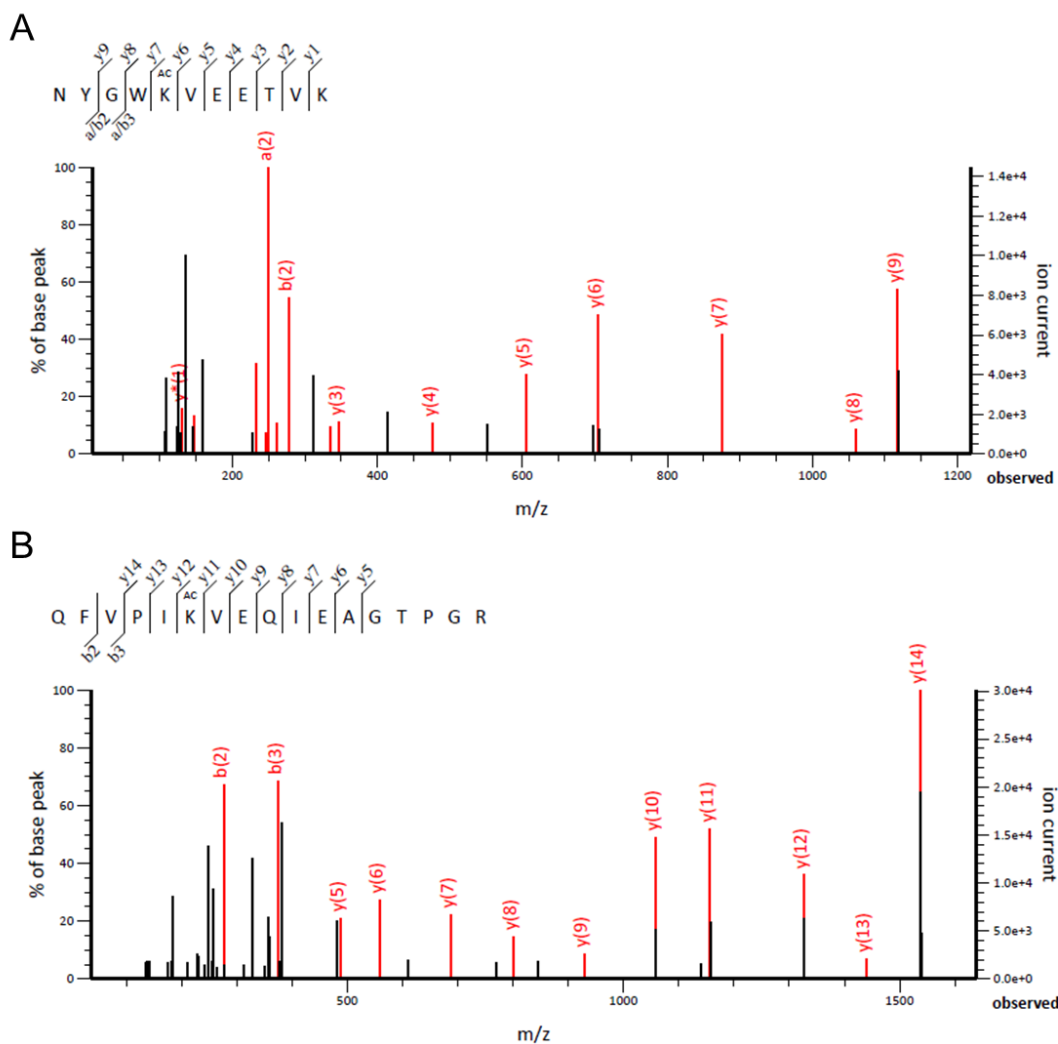 A
y9 y8 y7 y6 y5 y4 y3 y2 y1
AC
N Y G W K V E E T V K
a/b2 a/b3
% of base peak
100
80
60
40
20
0
y*(1)
a(2)
b(2)
y(3)
y(4)
y(5)
y(6)
y(7)
y(8)
y(9)
1.4e+4
1.2e+4
1.0e+4
8.0e+3
6.0e+3
4.0e+3
2.0e+3
0.0e+0
ion current
200 400 600 800 1000 1200 observed
m/z
B
y14 y13 y12 y11 y10 y9 y8 y7 y6 y5
AC
Q F V P I K V E Q I E A G T P G R
b2 b3
% of base peak
100
80
60
40
20
0
b(2)
b(3)
y(5)
y(6)
y(7)
y(8)
y(9)
y(10)
y(11)
y(12)
y(13)
y(14)
3.0e+4
2.5e+4
2.0e+4
1.5e+4
1.0e+4
5.0e+3
0.0e+0
ion current
500 1000 1500 observed
m/z